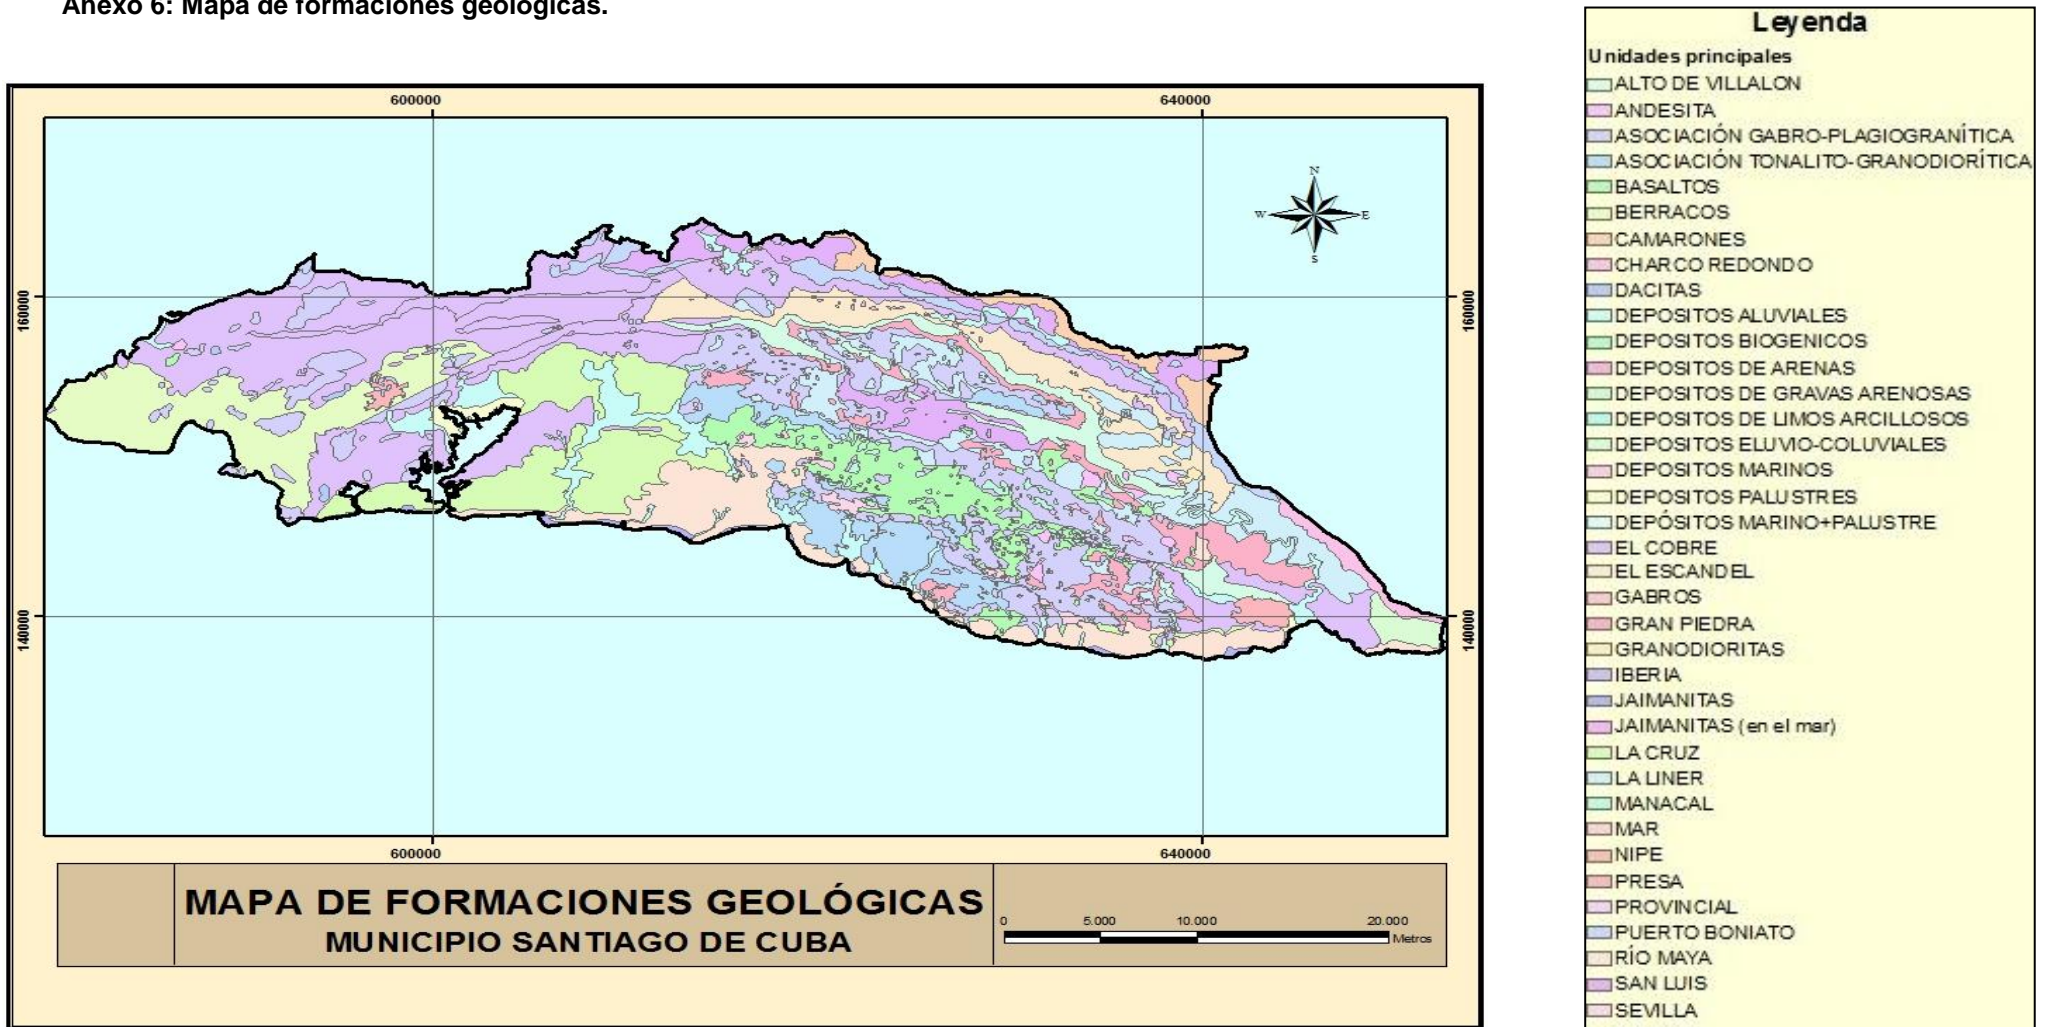 Anexo 6: Mapa de formaciones geológicas.
600000
640000
N
W
E
S
160000
160000
140000
140000
600000
640000
MAPA DE FORMACIONES GEOLÓGICAS
MUNICIPIO SANTIAGO DE CUBA
0
5.000
10.000
20.000
Metros
Leyenda
Unidades principales
ALTO DE VILLALON
ANDESITA
ASOCIACIÓN GABRO-PLAGIOGRANÍTICA
ASOCIACIÓN TONALITO-GRANODIORÍTICA
BASALTOS
BERRACOS
CAMARONES
CHARCO REDONDO
DACITAS
DEPOSITOS ALUVIALES
DEPOSITOS BIOGENICOS
DEPOSITOS DE ARENAS
DEPOSITOS DE GRAVAS ARENOSAS
DEPOSITOS DE LIMOS ARCILLOSOS
DEPOSITOS ELUVIO-COLUVIALES
DEPOSITOS MARINOS
DEPOSITOS PALUSTRES
DEPÓSITOS MARINO+PALUSTRE
EL COBRE
EL ESCANDEL
GABROS
GRAN PIEDRA
GRANODIORITAS
IBERIA
JAIMANITAS
JAIMANITAS (en el mar)
LA CRUZ
LA LINER
MANACAL
MAR
NIPE
PRESA
PROVINCIAL
PUERTO BONIATO
RÍO MAYA
SAN LUIS
SEVILLA